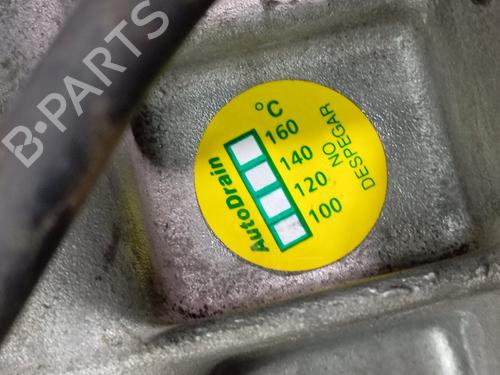 B-PARTS
°C
160
140
120
100
NO
DESPEGAR
AutoDrain